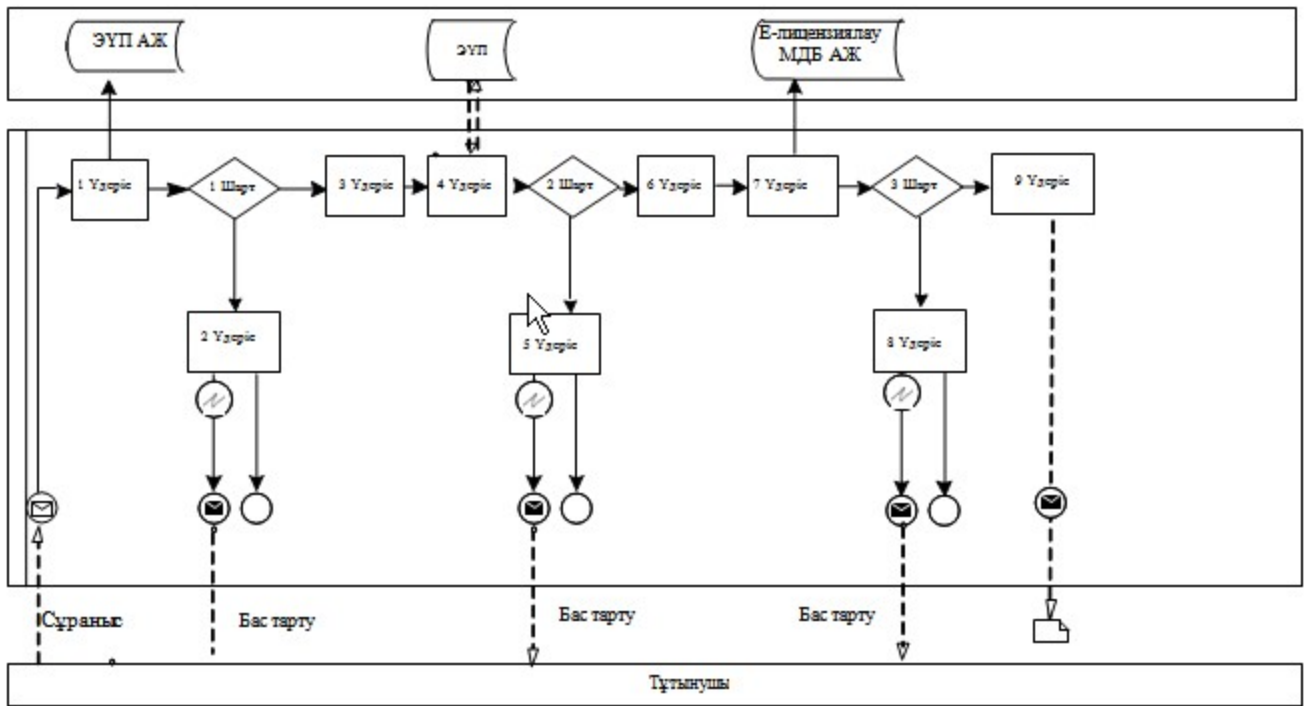 ЭҮП АЖ
ЭҮП
Е-лицензиялау
МДБ АЖ
1 Үдеріс
1 Шарт
3 Үдеріс
4 Үдеріс
2 Шарт
6 Үдеріс
7 Үдеріс
3 Шарт
9 Үдеріс
2 Үдеріс
5 Үдеріс
8 Үдеріс
Сұраныс
Бас тарту
Бас тарту
Бас тарту
Тұтынушы